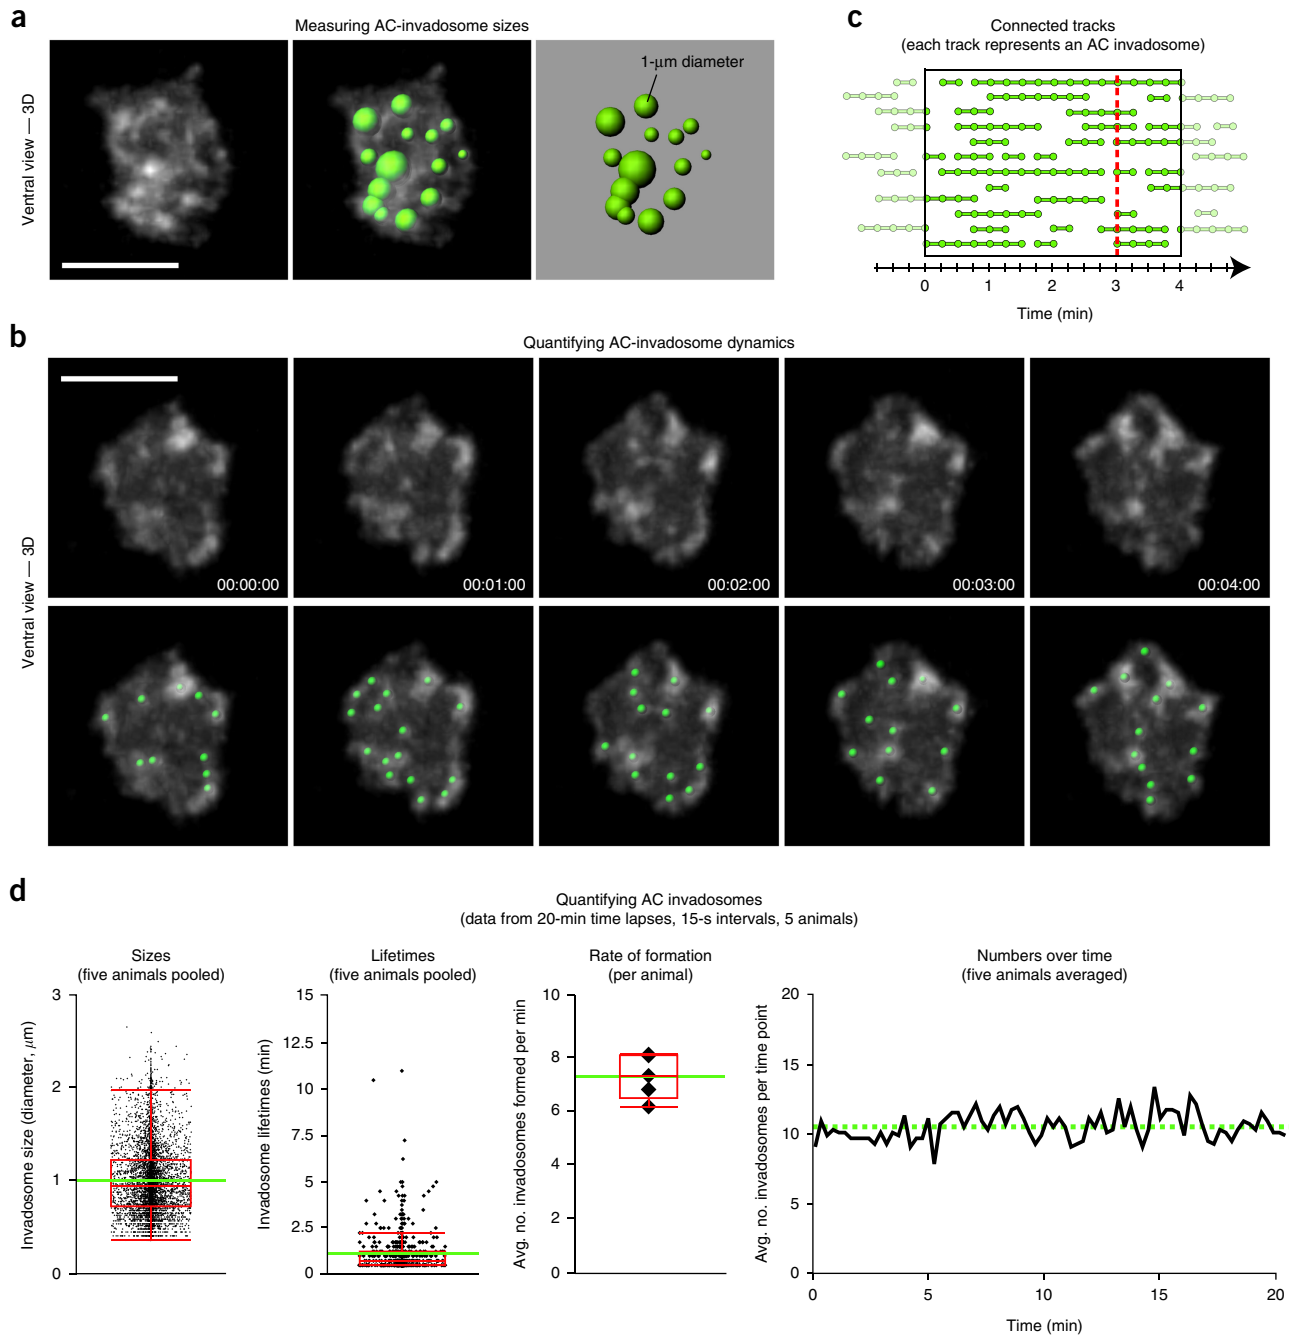 a
Measuring AC-invadosome sizes
Ventral view — 3D
1-μm diameter
c
Connected tracks
(each track represents an AC invadosome)
0 1 2 3 4
Time (min)
b
Quantifying AC-invadosome dynamics
Ventral view — 3D
00:00:00
00:01:00
00:02:00
00:03:00
00:04:00
d
Quantifying AC invadosomes
(data from 20-min time lapses, 15-s intervals, 5 animals)
Sizes
(five animals pooled)
Invadosome size (diameter, μm)
3
2
1
0
Lifetimes
(five animals pooled)
Invadosome lifetimes (min)
15
12.5
10
7.5
5
2.5
0
Rate of formation
(per animal)
Avg. no. invadosomes formed per min
10
8
6
4
2
0
Numbers over time
(five animals averaged)
Avg. no. invadosomes per time point
20
15
10
5
0
0 5 10 15 20
Time (min)